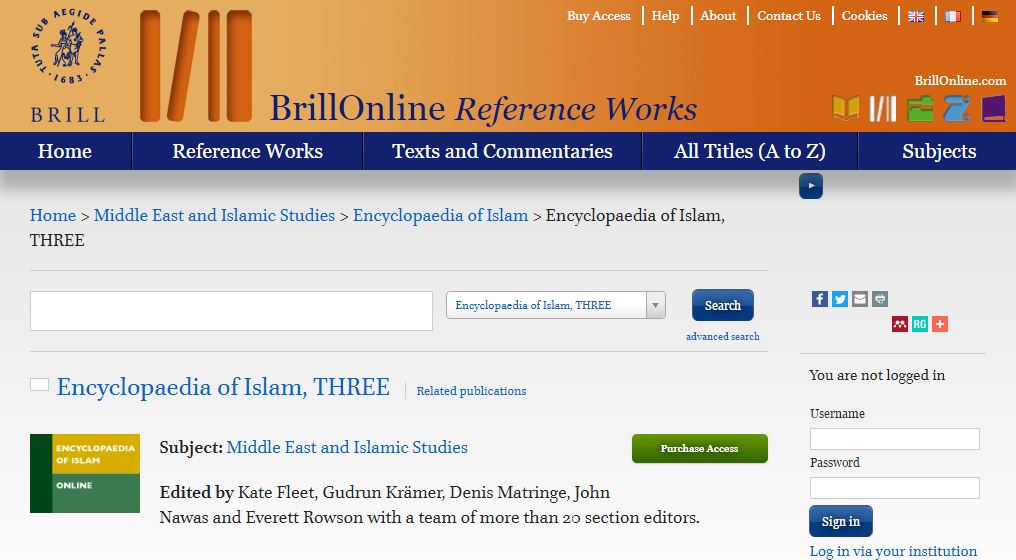 Buy Access Help About Contact Us Cookies
TUTA SUB AEGIDE PALLAS
·1683·
BRILL
BrillOnline.com
BrillOnline Reference Works
Home Reference Works Texts and Commentaries All Titles (A to Z) Subjects
Home > Middle East and Islamic Studies > Encyclopaedia of Islam > Encyclopaedia of Islam,
THREE
Encyclopaedia of Islam, THREE Search
advanced search
RG
You are not logged in
Encyclopaedia of Islam, THREE Related publications
Username
Password
Sign in
Log in via your institution
ENCYCLOPAEDIA
OF ISLAM
ONLINE
Subject: Middle East and Islamic Studies
Purchase Access
Edited by Kate Fleet, Gudrun Krämer, Denis Matringe, John
Nawas and Everett Rowson with a team of more than 20 section editors.